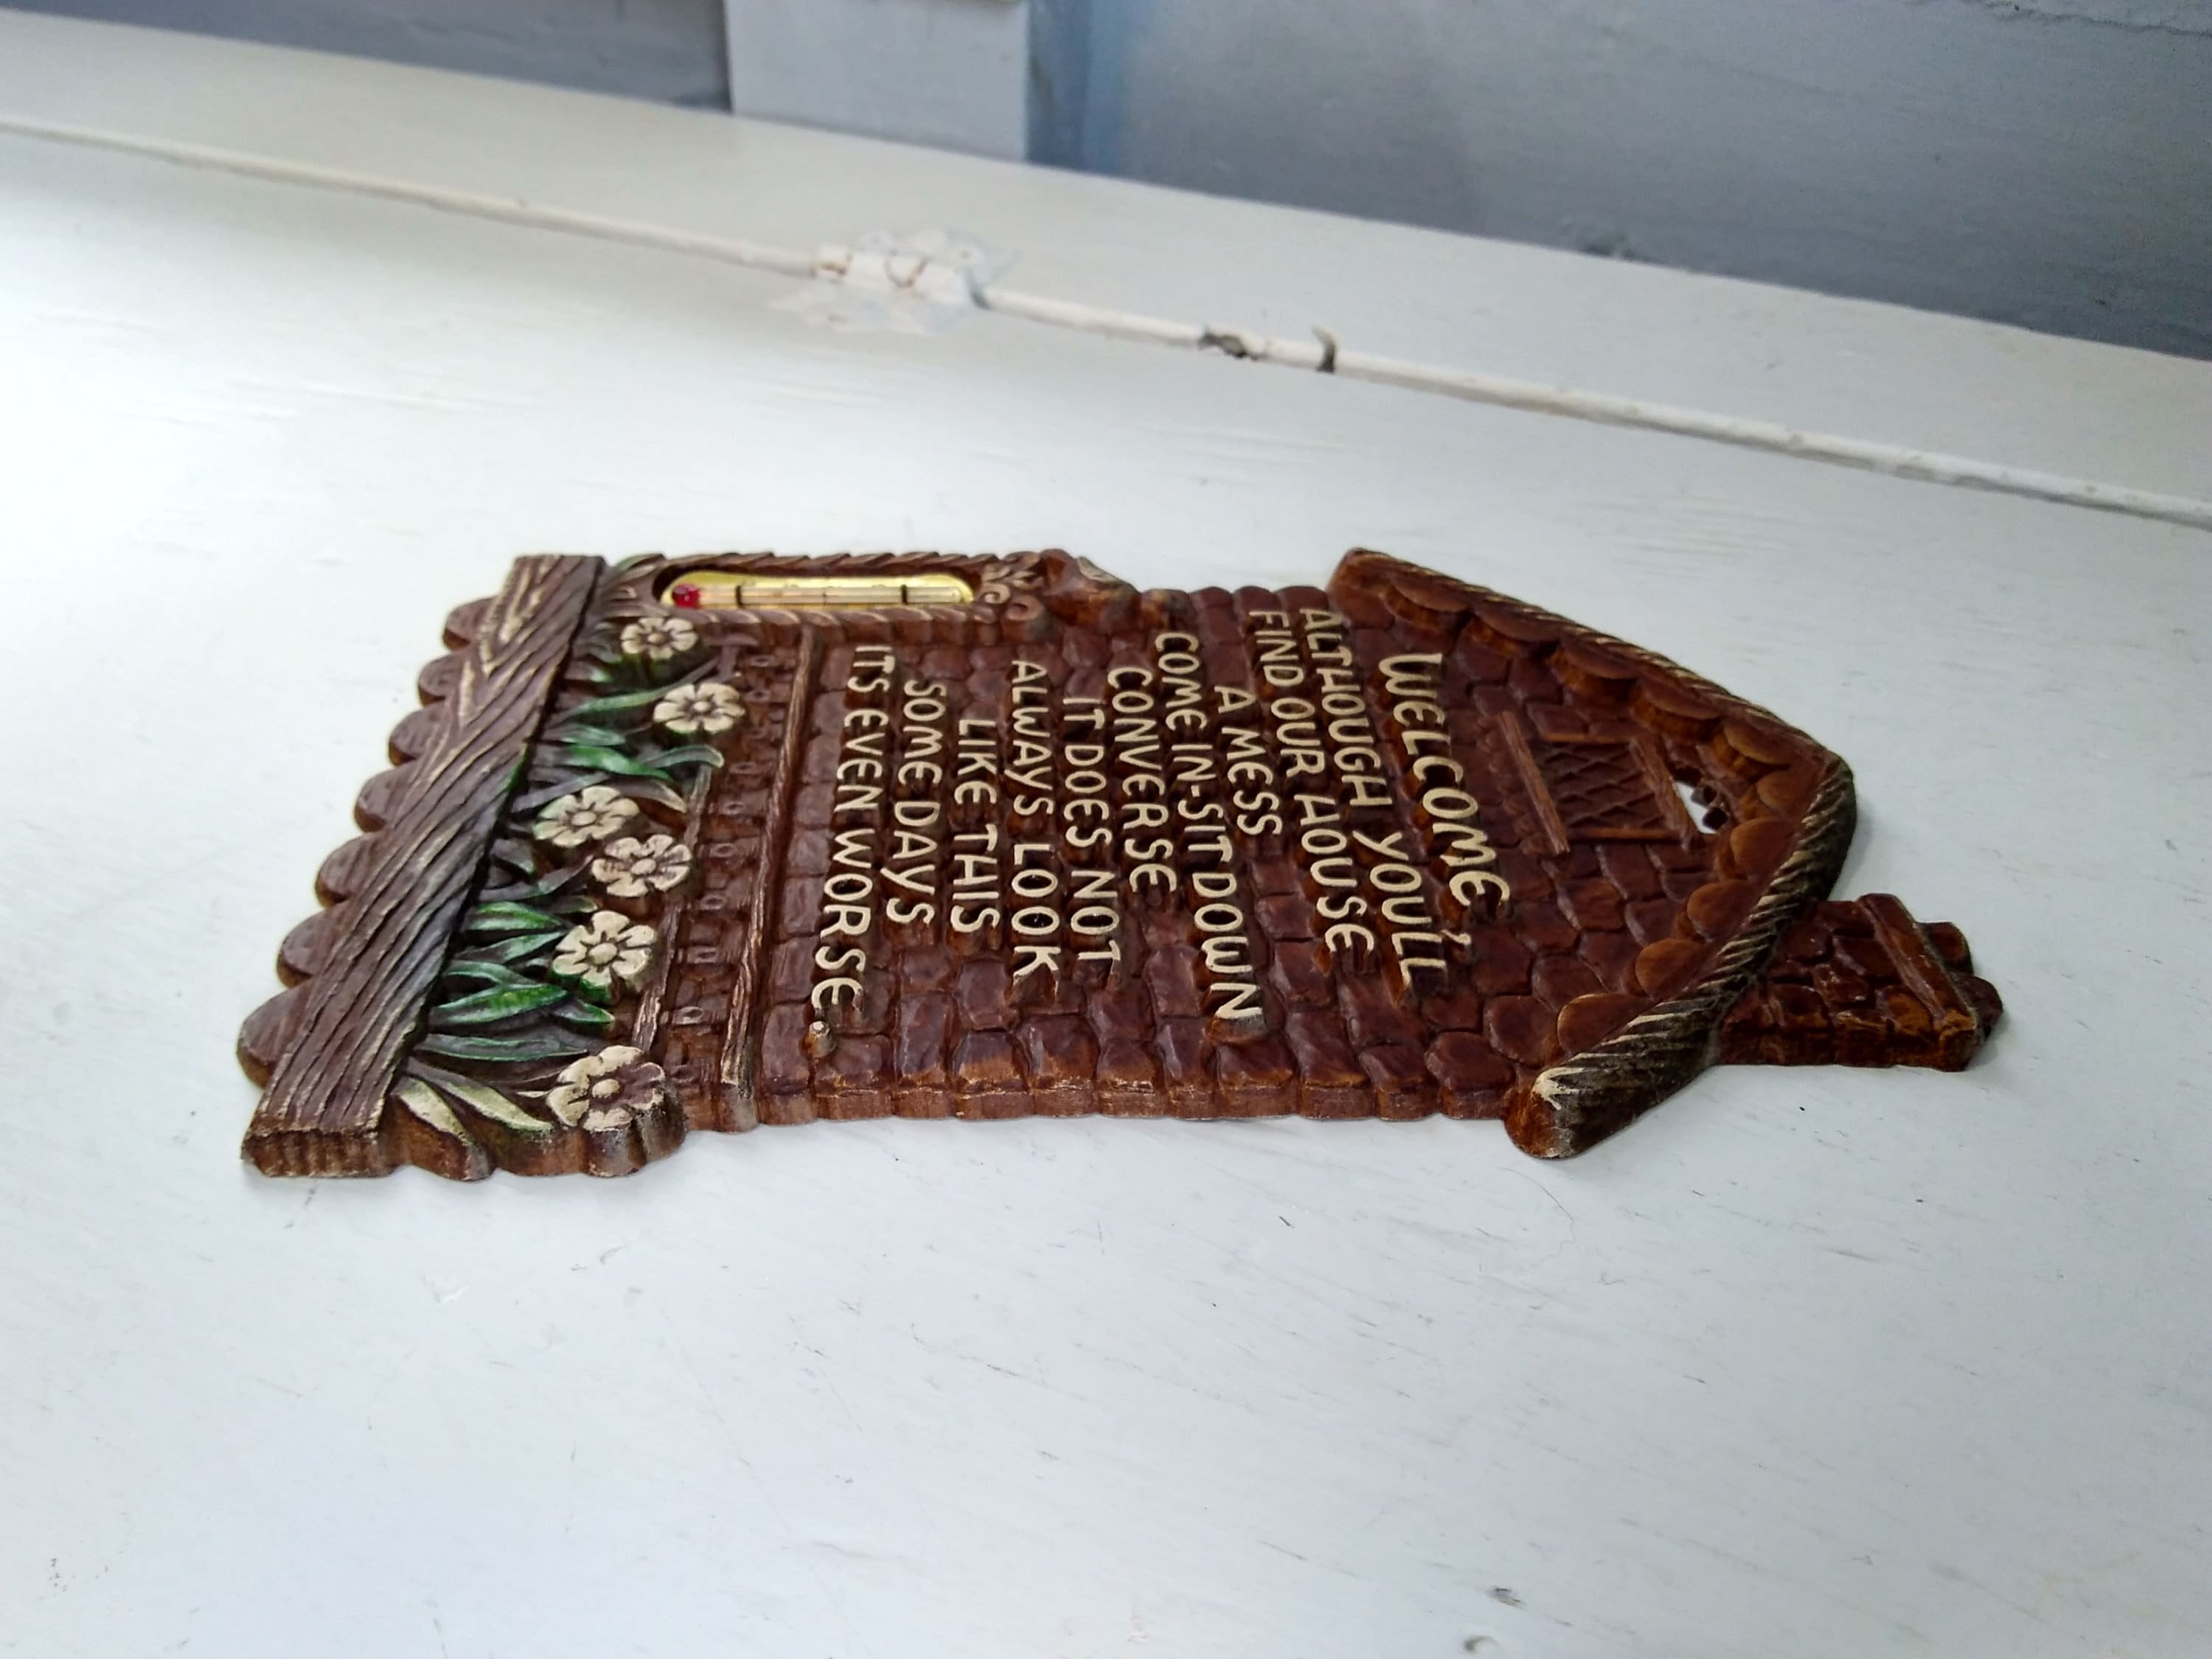 WELCOME
ALTHOUGH YOU'LL
FIND OUR HOUSE
A MESS
COME IN-SIT DOWN
CONVERSE
IT DOES NOT
ALWAYS LOOK
LIKE THIS
SOME DAYS
ITS EVEN WORSE.